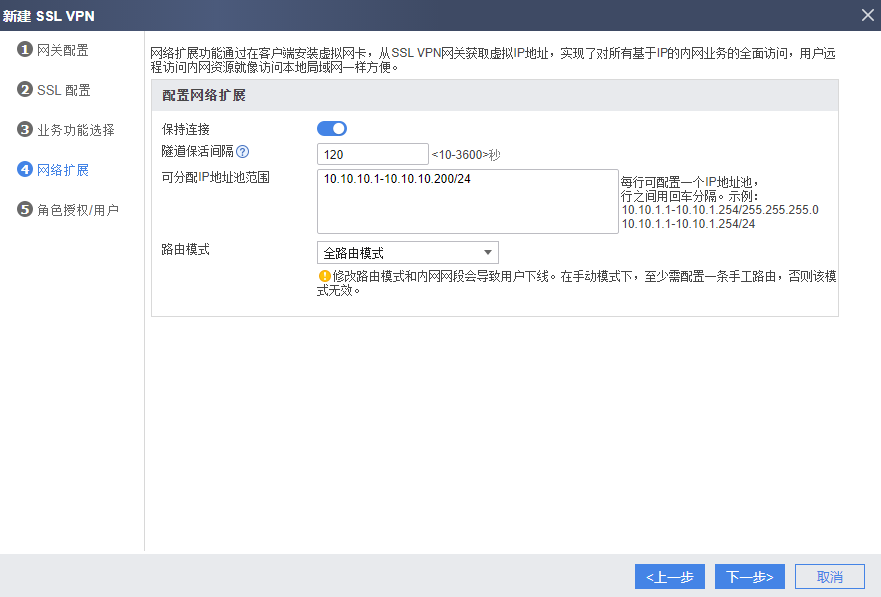 新建 SSL VPN
1 网关配置
2 SSL 配置
3 业务功能选择
4 网络扩展
5 角色授权/用户
网络扩展功能通过在客户端安装虚拟网卡，从SSL VPN网关获取虚拟IP地址，实现了对所有基于IP的内网业务的全面访问，用户远
程访问内网资源就像访问本地局域网一样方便。
配置网络扩展
保持连接
隧道保活间隔 ? 120 <10-3600>秒
可分配IP地址池范围 10.10.10.1-10.10.10.200/24
每行可配置一个IP地址池，
行之间用回车分隔。示例：
10.10.1.1-10.10.1.254/255.255.255.0
10.10.1.1-10.10.1.254/24
路由模式 全路由模式
修改路由模式和内网网段会导致用户下线。在手动模式下，至少需配置一条手工路由，否则该模
式无效。
<上一步 下一步> 取消